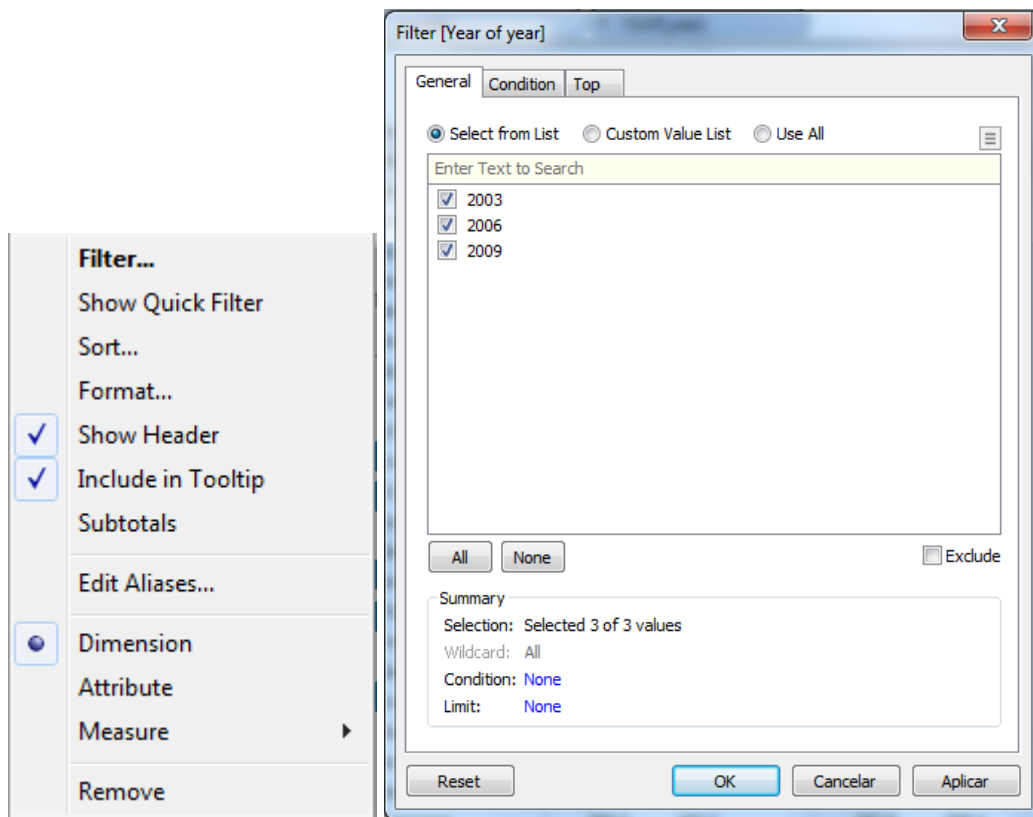 Filter...
Show Quick Filter
Sort...
Format...
Show Header
Include in Tooltip
Subtotals
Edit Aliases...
Dimension
Attribute
Measure
Remove
Filter [Year of year]
General Condition Top
Select from List Custom Value List Use All
Enter Text to Search
2003
2006
2009
All None Exclude
Summary
Selection: Selected 3 of 3 values
Wildcard: All
Condition: None
Limit: None
Reset OK Cancelar Aplicar